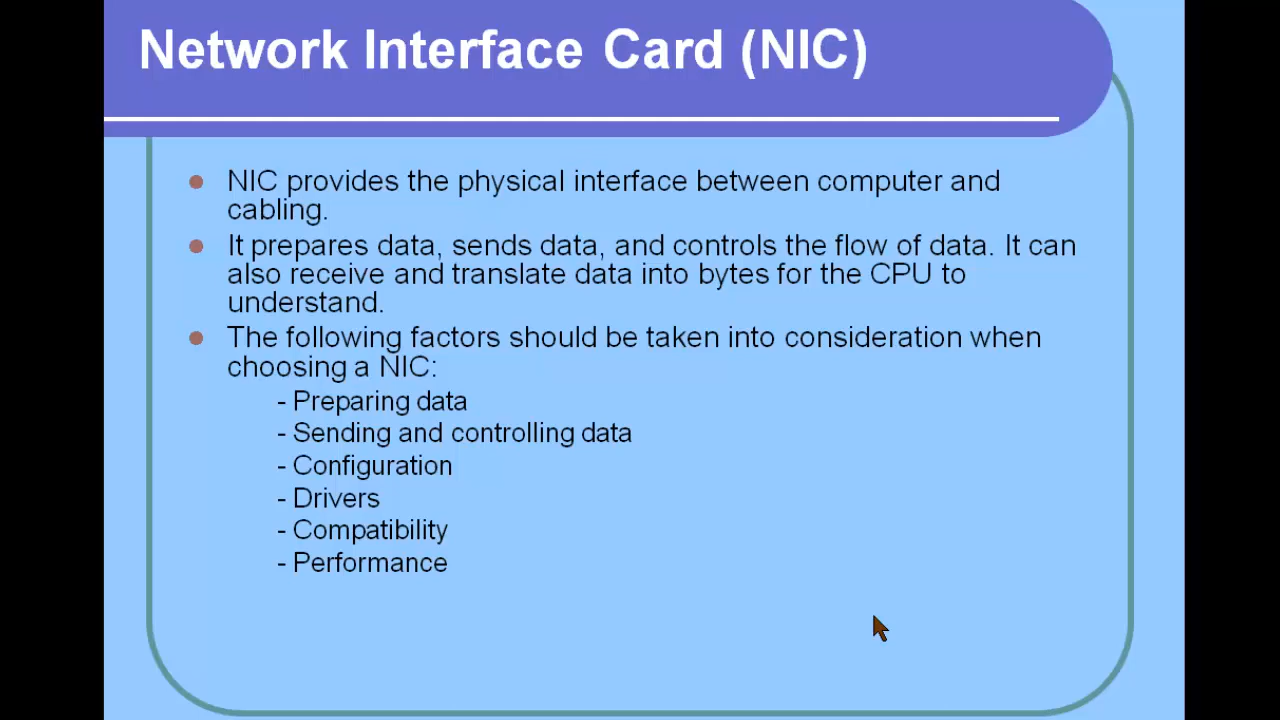 Network Interface Card (NIC)
NIC provides the physical interface between computer and
cabling.
It prepares data, sends data, and controls the flow of data. It can
also receive and translate data into bytes for the CPU to
understand.
The following factors should be taken into consideration when
choosing a NIC:
- Preparing data
- Sending and controlling data
- Configuration
- Drivers
- Compatibility
- Performance